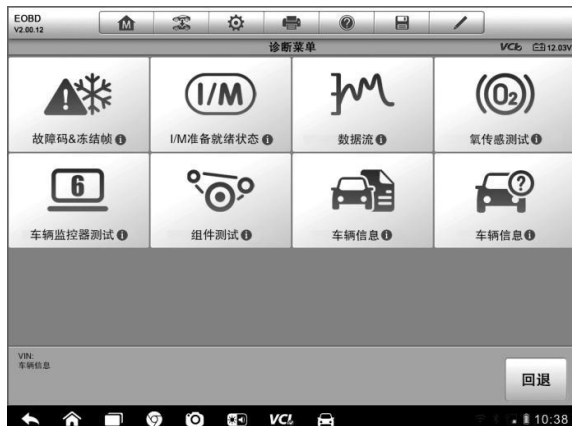 EOBD
V2.00.12
M
诊断菜单
VCI 12.03V
I/M
O2
故障码&冻结帧
I/M准备就绪状态
数据流
氧传感测试
6
?
车辆监控器测试
组件测试
车辆信息
车辆信息
VIN:
车辆信息
回退
VCI
10:38